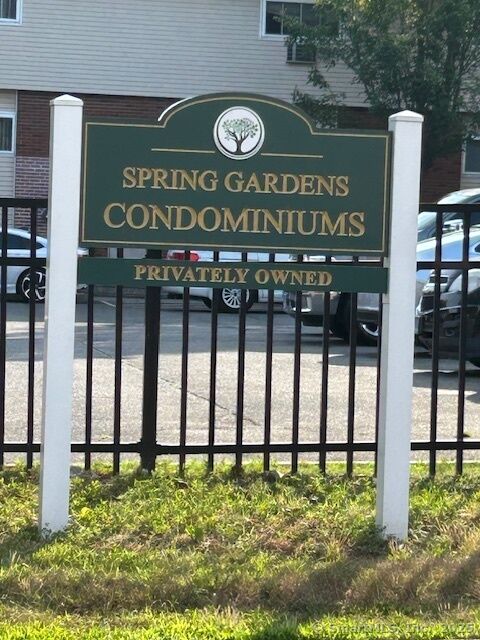 SPRING GARDENS
CONDOMINIUMS
PRIVATELY OWNED